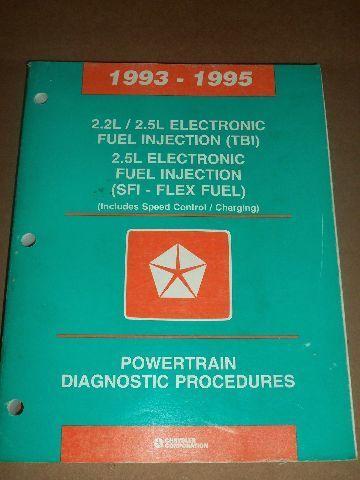 1993 - 1995
2.2L / 2.5L ELECTRONIC
FUEL INJECTION (TBI)
2.5L ELECTRONIC
FUEL INJECTION
(SFI - FLEX FUEL)
(Includes Speed Control / Charging)
POWERTRAIN
DIAGNOSTIC PROCEDURES
CHRYSLER
CORPORATION